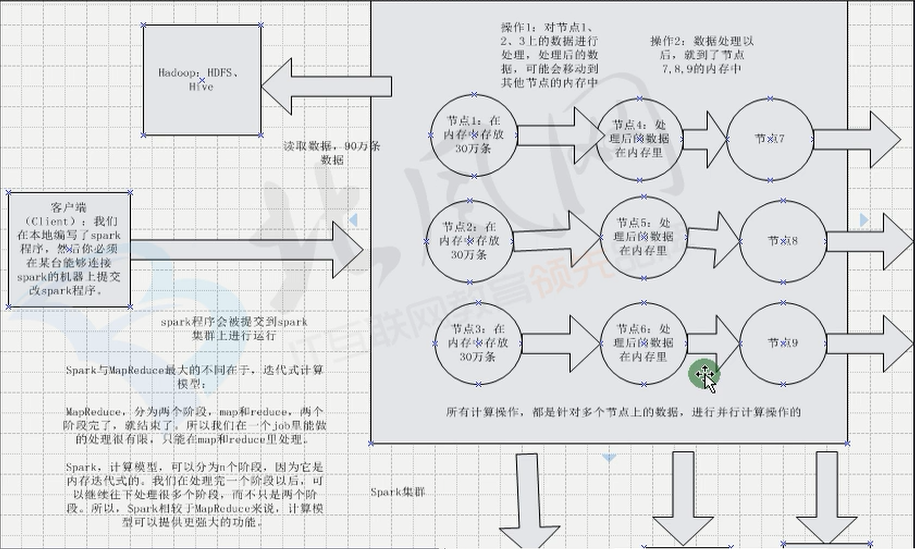 操作1：对节点1、
2、3上的数据进行
处理，处理后的数
据，可能会移动到
其他节点的内存中
操作2：数据处理以
后，就到了节点
7,8,9的内存中
Hadoop：HDFS、
Hive
读取数据，90万条
数据
节点1：在
内存中存放
30万条
节点4：处
理后的数据
在内存里
节点7
客户端
（Client）：我们
在本地编写了spark
程序，然后你必须
在某台能够连接
spark的机器上提交
改spark程序。
节点2：在
内存中存放
30万条
节点5：处
理后的数据
在内存里
节点8
spark程序会被提交到spark
集群上进行运行
节点3：在
内存中存放
30万条
节点6：处
理后的数据
在内存里
节点9
Spark与MapReduce最大的不同在于，迭代式计算
模型：
MapReduce，分为两个阶段，map和reduce，两个
阶段完了，就结束了。所以我们在一个job里能做
的处理很有限，只能在map和reduce里处理。
Spark，计算模型，可以分为n个阶段，因为它是
内存迭代式的。我们在处理完一个阶段以后，可
以继续往下处理很多个阶段，而不只是两个阶
段。所以，Spark相较于MapReduce来说，计算模
型可以提供更强大的功能。
所有计算操作，都是针对多个节点上的数据，进行并行计算操作的
Spark集群
北风网
IT互联网教育领先